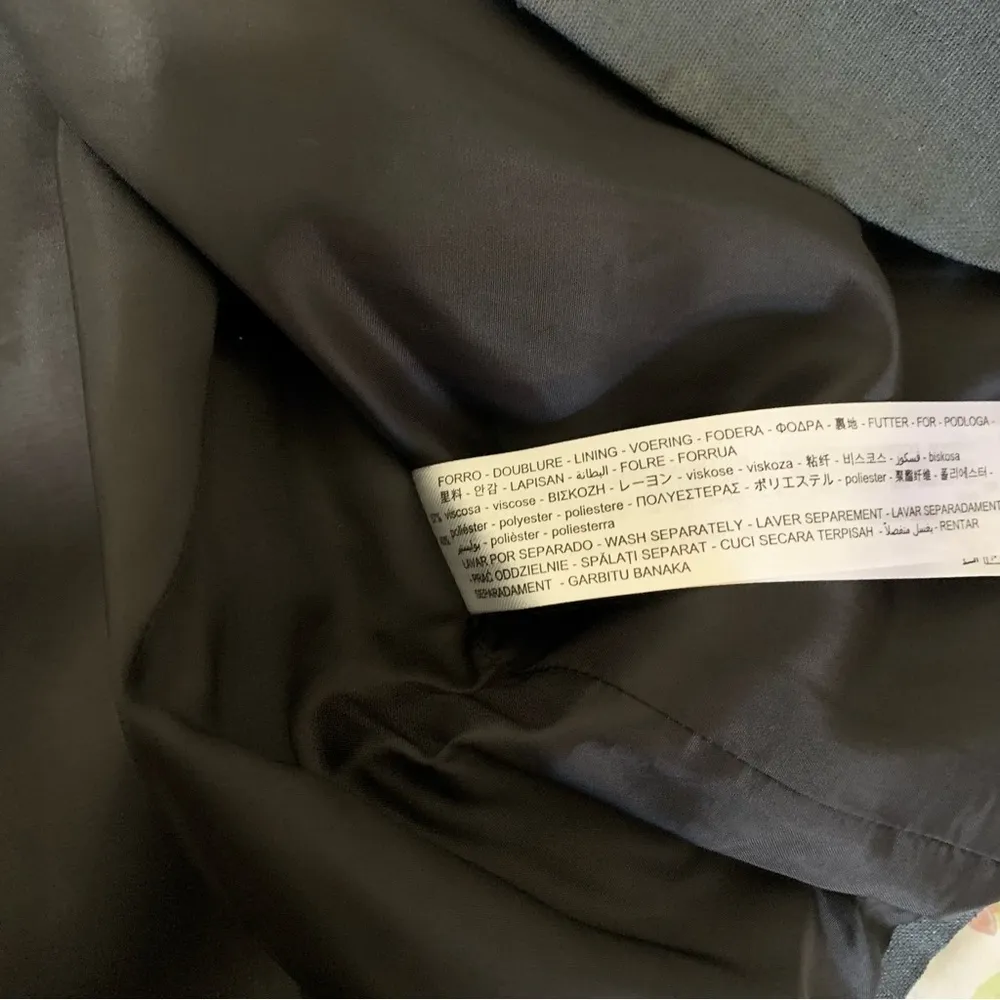 FORRO - DOUBLURE - LINING - VOERING - FODERA - ΦΟΔΡΑ - 裏地 - FUTTER - FOR - PODLOGA -
里料 - 안감 - LAPISAN - البطانة - FOLRE - FORRUA
viscosa - viscose - ΒΙΣΚΟΖΗ - レーヨン - viskose - viskoza - 粘纤 - 비스코스 - فسكوز - biskosa
poliéster - polyester - poliestere - ΠΟΛΥΕΣΤΕΡΑΣ - ポリエステル - poliester - 聚酯纤维 - 폴리에스터 -
بوليستر - polièster - poliesterra
LAVAR POR SEPARADO - WASH SEPARATELY - LAVER SEPAREMENT - LAVAR SEPARADAMENT
- PRAĆ ODDZIELNIE - SPĂLAŢI SEPARAT - CUCI SECARA TERPISAH - يغسل منفصلاً - RENTAR
SEPARADAMENT - GARBITU BANAKA